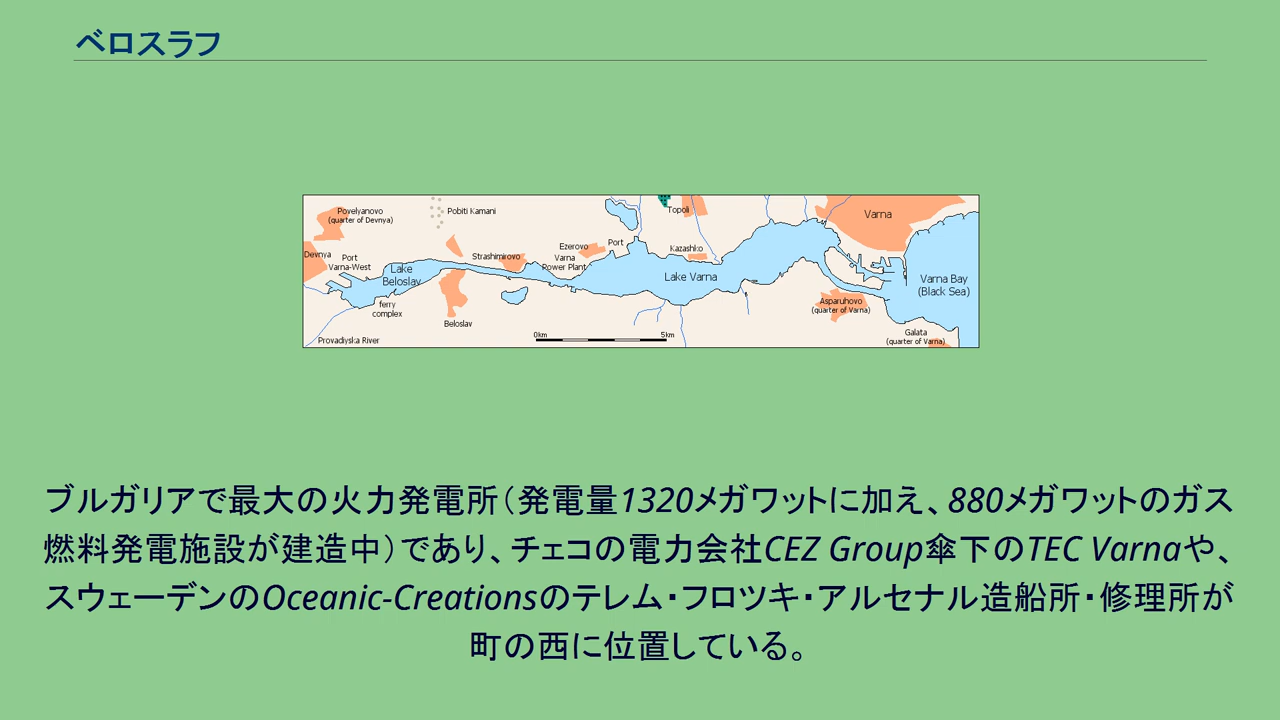 ベロスラフ
Povelyanovo
(quarter of Devnya)
Pobiti Kamani
Topoli
Varna
Devnya
Port
Varna-West
Lake
Beloslav
Strashimirovo
Ezerovo
Port
Varna
Power Plant
Kazashko
Lake Varna
Varna Bay
(Black Sea)
ferry
complex
Beloslav
Asparuhovo
(quarter of Varna)
Provadiyska River
0km
5km
Galata
(quarter of Varna)
ブルガリアで最大の火力発電所（発電量1320メガワットに加え、880メガワットのガス
燃料発電施設が建造中）であり、チェコの電力会社CEZ Group傘下のTEC Varnaや、
スウェーデンのOceanic-Creationsのテレム・フロツキ・アルセナル造船所・修理所が
町の西に位置している。